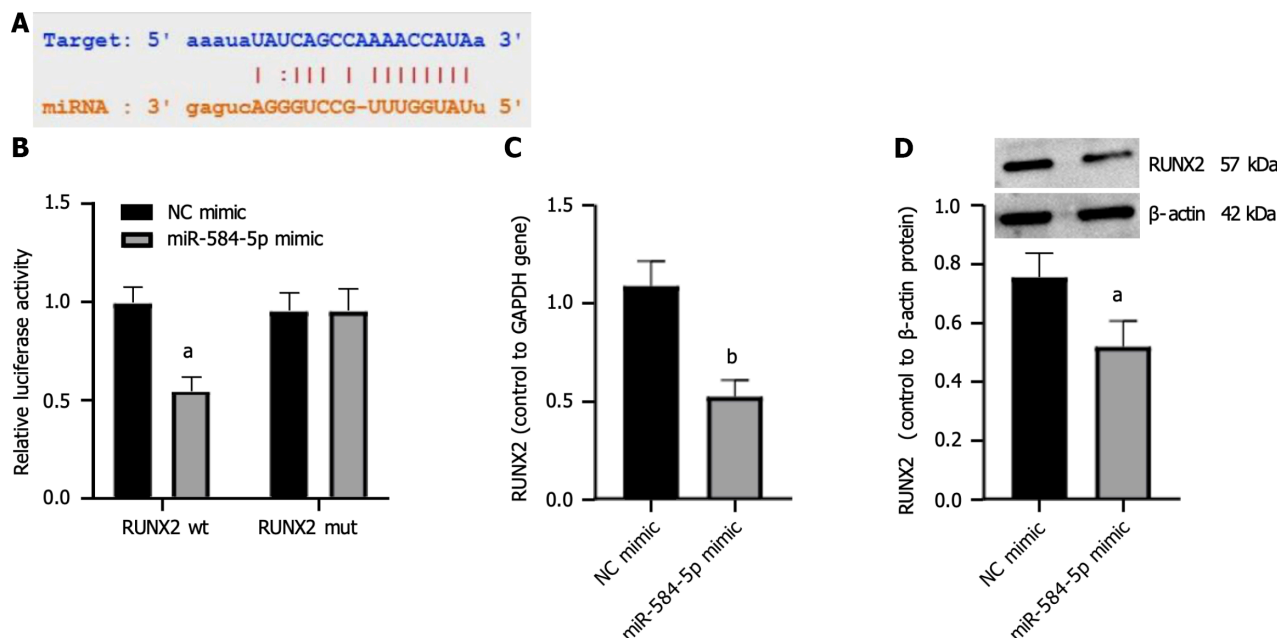 A
Target: 5' aaauaUAUCAGCCAAAACCAUAa 3'
| :||| | |||||||||
miRNA : 3' gagucAGGGUCCG-UUUGGUAUu 5'
B
Relative luciferase activity
1.5
1.0
0.5
0.0
NC mimic
miR-584-5p mimic
a
RUNX2 wt
RUNX2 mut
C
RUNX2 (control to GAPDH gene)
1.5
1.0
0.5
0.0
b
NC mimic
miR-584-5p mimic
D
RUNX2 57 kDa
β-actin 42 kDa
RUNX2 (control to β-actin protein)
1.0
0.8
0.6
0.4
0.2
0.0
a
NC mimic
miR-584-5p mimic